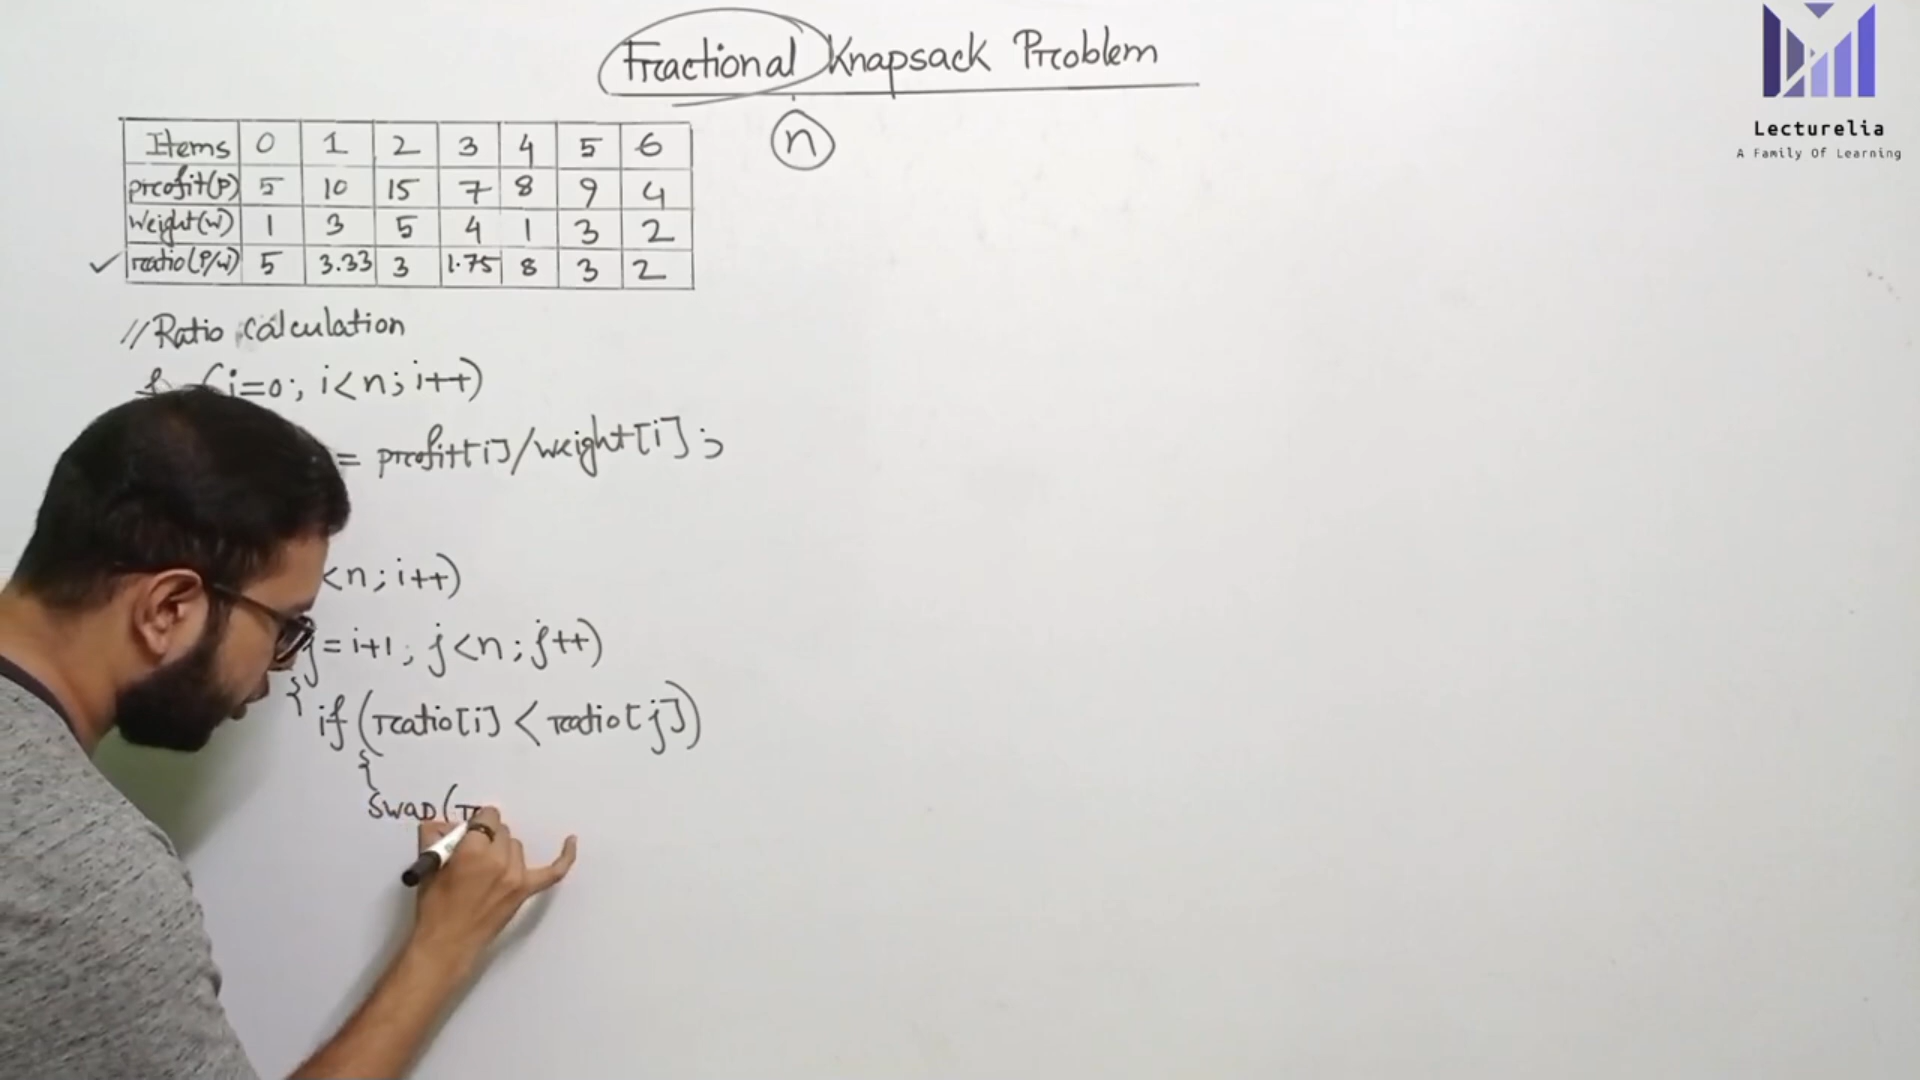 Fractional Knapsack Problem
n
Items 0 1 2 3 4 5 6
profit(P) 5 10 15 7 8 9 4
Weight(w) 1 3 5 4 1 3 2
ratio(P/w) 5 3.33 3 1.75 8 3 2
//Ratio calculation
(i=0; i<n; i++)
= profit[i]/weight[i];
<n; i++)
j=i+1; j<n; j++)
{
if(ratio[i] < ratio[j])
{
swap(
Lecturelia
A Family Of Learning